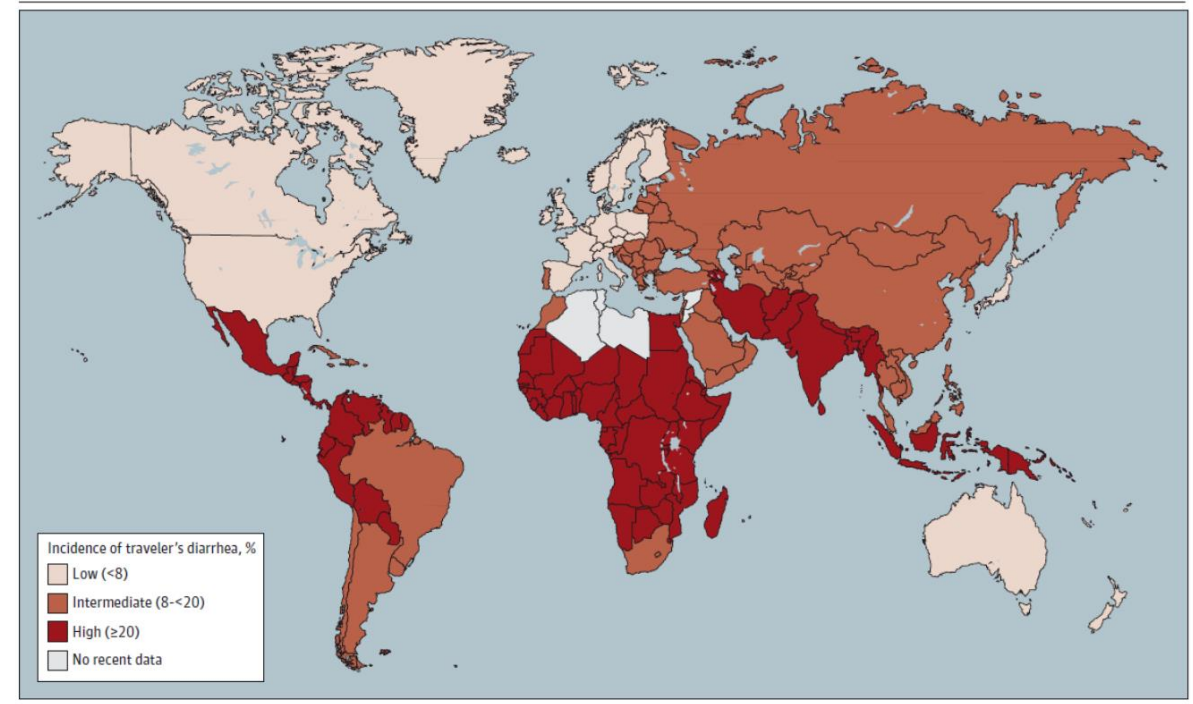 Incidence of traveler's diarrhea, %
Low (<8)
Intermediate (8-<20)
High (≥20)
No recent data